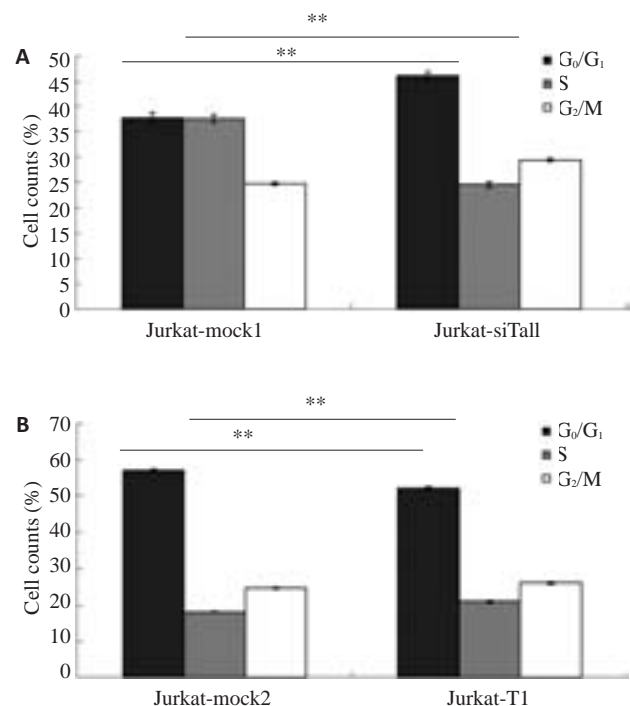 **
**
A
50
45
40
35
30
25
20
15
10
5
0
Cell counts (%)
G₀/G₁
S
G₂/M
Jurkat-mock1
Jurkat-siTall
**
**
B
70
60
50
40
30
20
10
0
Cell counts (%)
G₀/G₁
S
G₂/M
Jurkat-mock2
Jurkat-T1